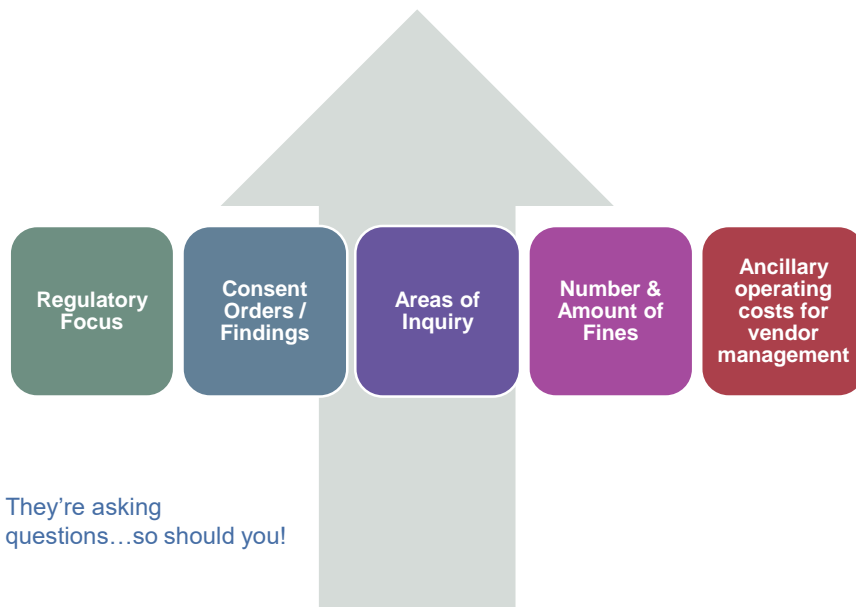 Regulatory
Focus
Consent
Orders /
Findings
Areas of
Inquiry
Number &
Amount of
Fines
Ancillary
operating
costs for
vendor
management
They’re asking
questions…so should you!